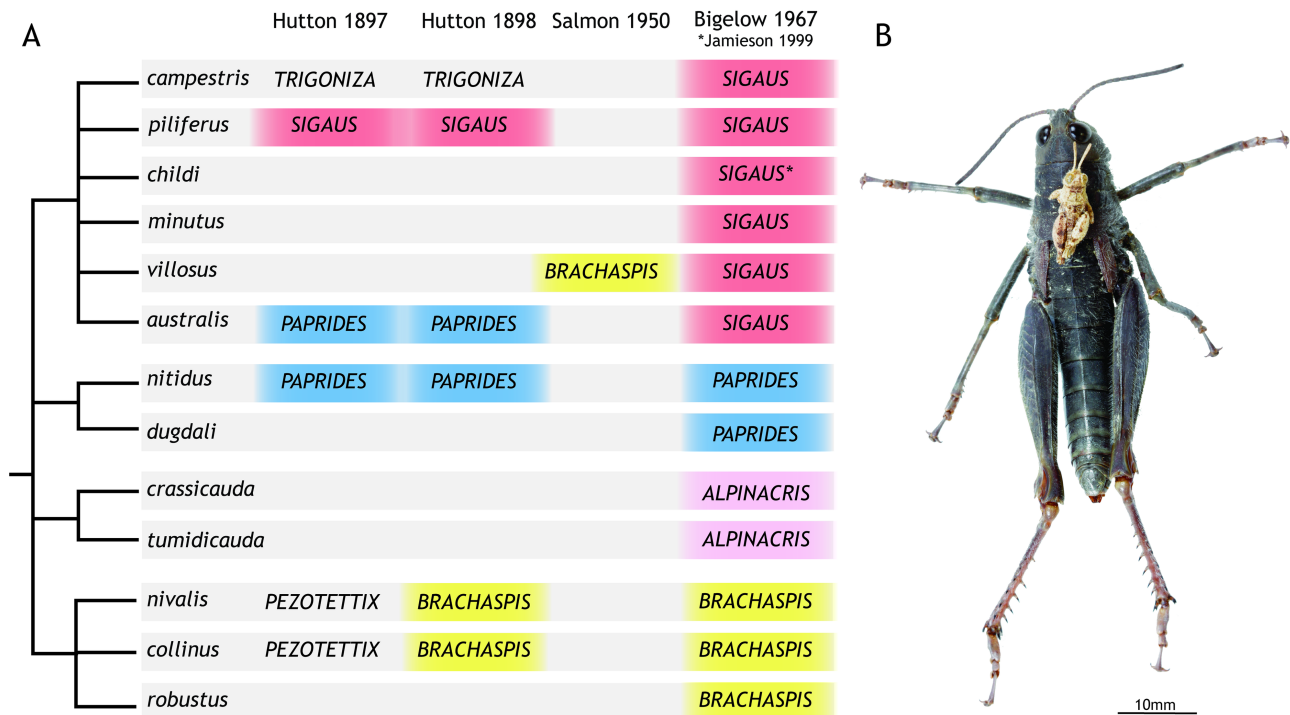 A
Hutton 1897 Hutton 1898 Salmon 1950 Bigelow 1967
*Jamieson 1999
B
campestris TRIGONIZA TRIGONIZA SIGAUS
piliferus SIGAUS SIGAUS SIGAUS
childi SIGAUS*
minutus SIGAUS
villosus BRACHASPIS SIGAUS
australis PAPRIDES PAPRIDES SIGAUS
nitidus PAPRIDES PAPRIDES PAPRIDES
dugdali PAPRIDES
crassicauda ALPINACRIS
tumidicauda ALPINACRIS
nivalis PEZOTETTIX BRACHASPIS BRACHASPIS
collinus PEZOTETTIX BRACHASPIS BRACHASPIS
robustus BRACHASPIS
10mm